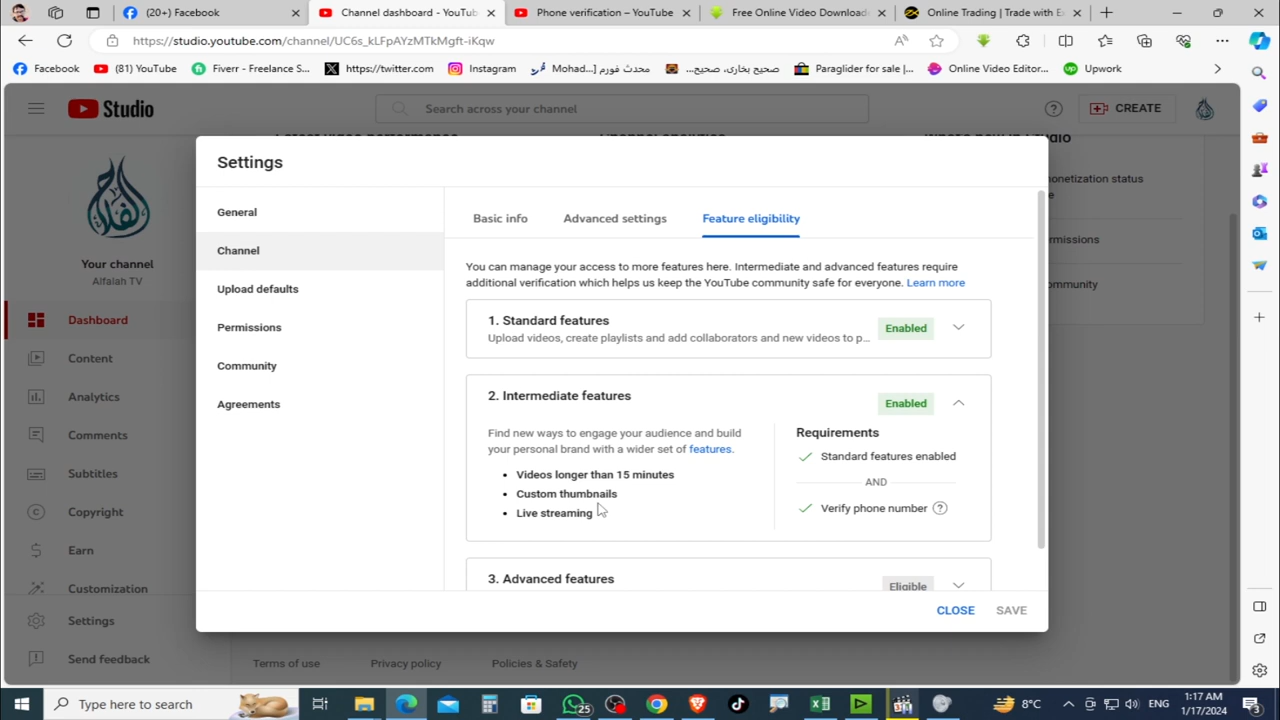 (20+) Facebook
Channel dashboard - YouTub
Phone verification – YouTube
Free Online Video Download
Online Trading | Trade with Ex
https://studio.youtube.com/channel/UC6s_kLFpAYzMTkMgft-iKqw
Facebook
(81) YouTube
Fiverr - Freelance S...
https://twitter.com
Instagram
محدث فورم [...Mohad
صحيح بخاری، صحيح...
Paraglider for sale |...
Online Video Editor...
Upwork
Studio
Search across your channel
CREATE
Latest video performance
Channel analytics
Settings
onetization status
General
Basic info
Advanced settings
Feature eligibility
Channel
rmissions
Your channel
Alfalah TV
You can manage your access to more features here. Intermediate and advanced features require
additional verification which helps us keep the YouTube community safe for everyone. Learn more
ommunity
Upload defaults
Dashboard
1. Standard features
Enabled
Upload videos, create playlists and add collaborators and new videos to p...
Permissions
Content
Community
Analytics
2. Intermediate features
Enabled
Agreements
Comments
Find new ways to engage your audience and build
your personal brand with a wider set of features.
Requirements
Standard features enabled
Subtitles
Videos longer than 15 minutes
AND
Custom thumbnails
Verify phone number
Copyright
Live streaming
Earn
3. Advanced features
Eligible
Customization
CLOSE
SAVE
Settings
Send feedback
Terms of use
Privacy policy
Policies & Safety
Type here to search
25
8°C
ENG
1:17 AM
1/17/2024
3